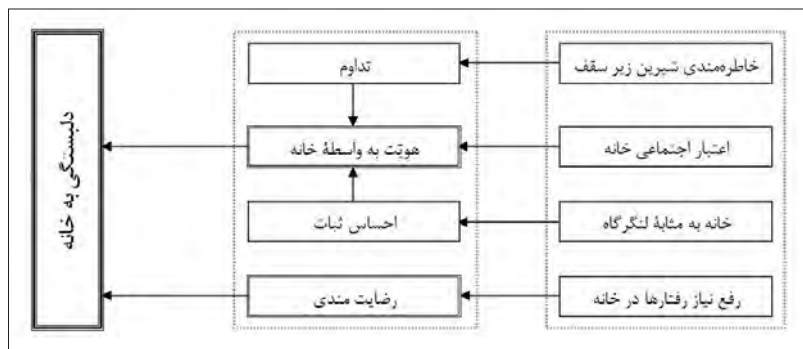 خاطره‌مندی شیرین زیر سقف
تداوم
اعتبار اجتماعی خانه
هویّت به واسطهٔ خانه
دلبستگی به خانه
خانه به مثابهٔ لنگرگاه
احساس ثبات
رفع نیاز رفتارها در خانه
رضایت مندی